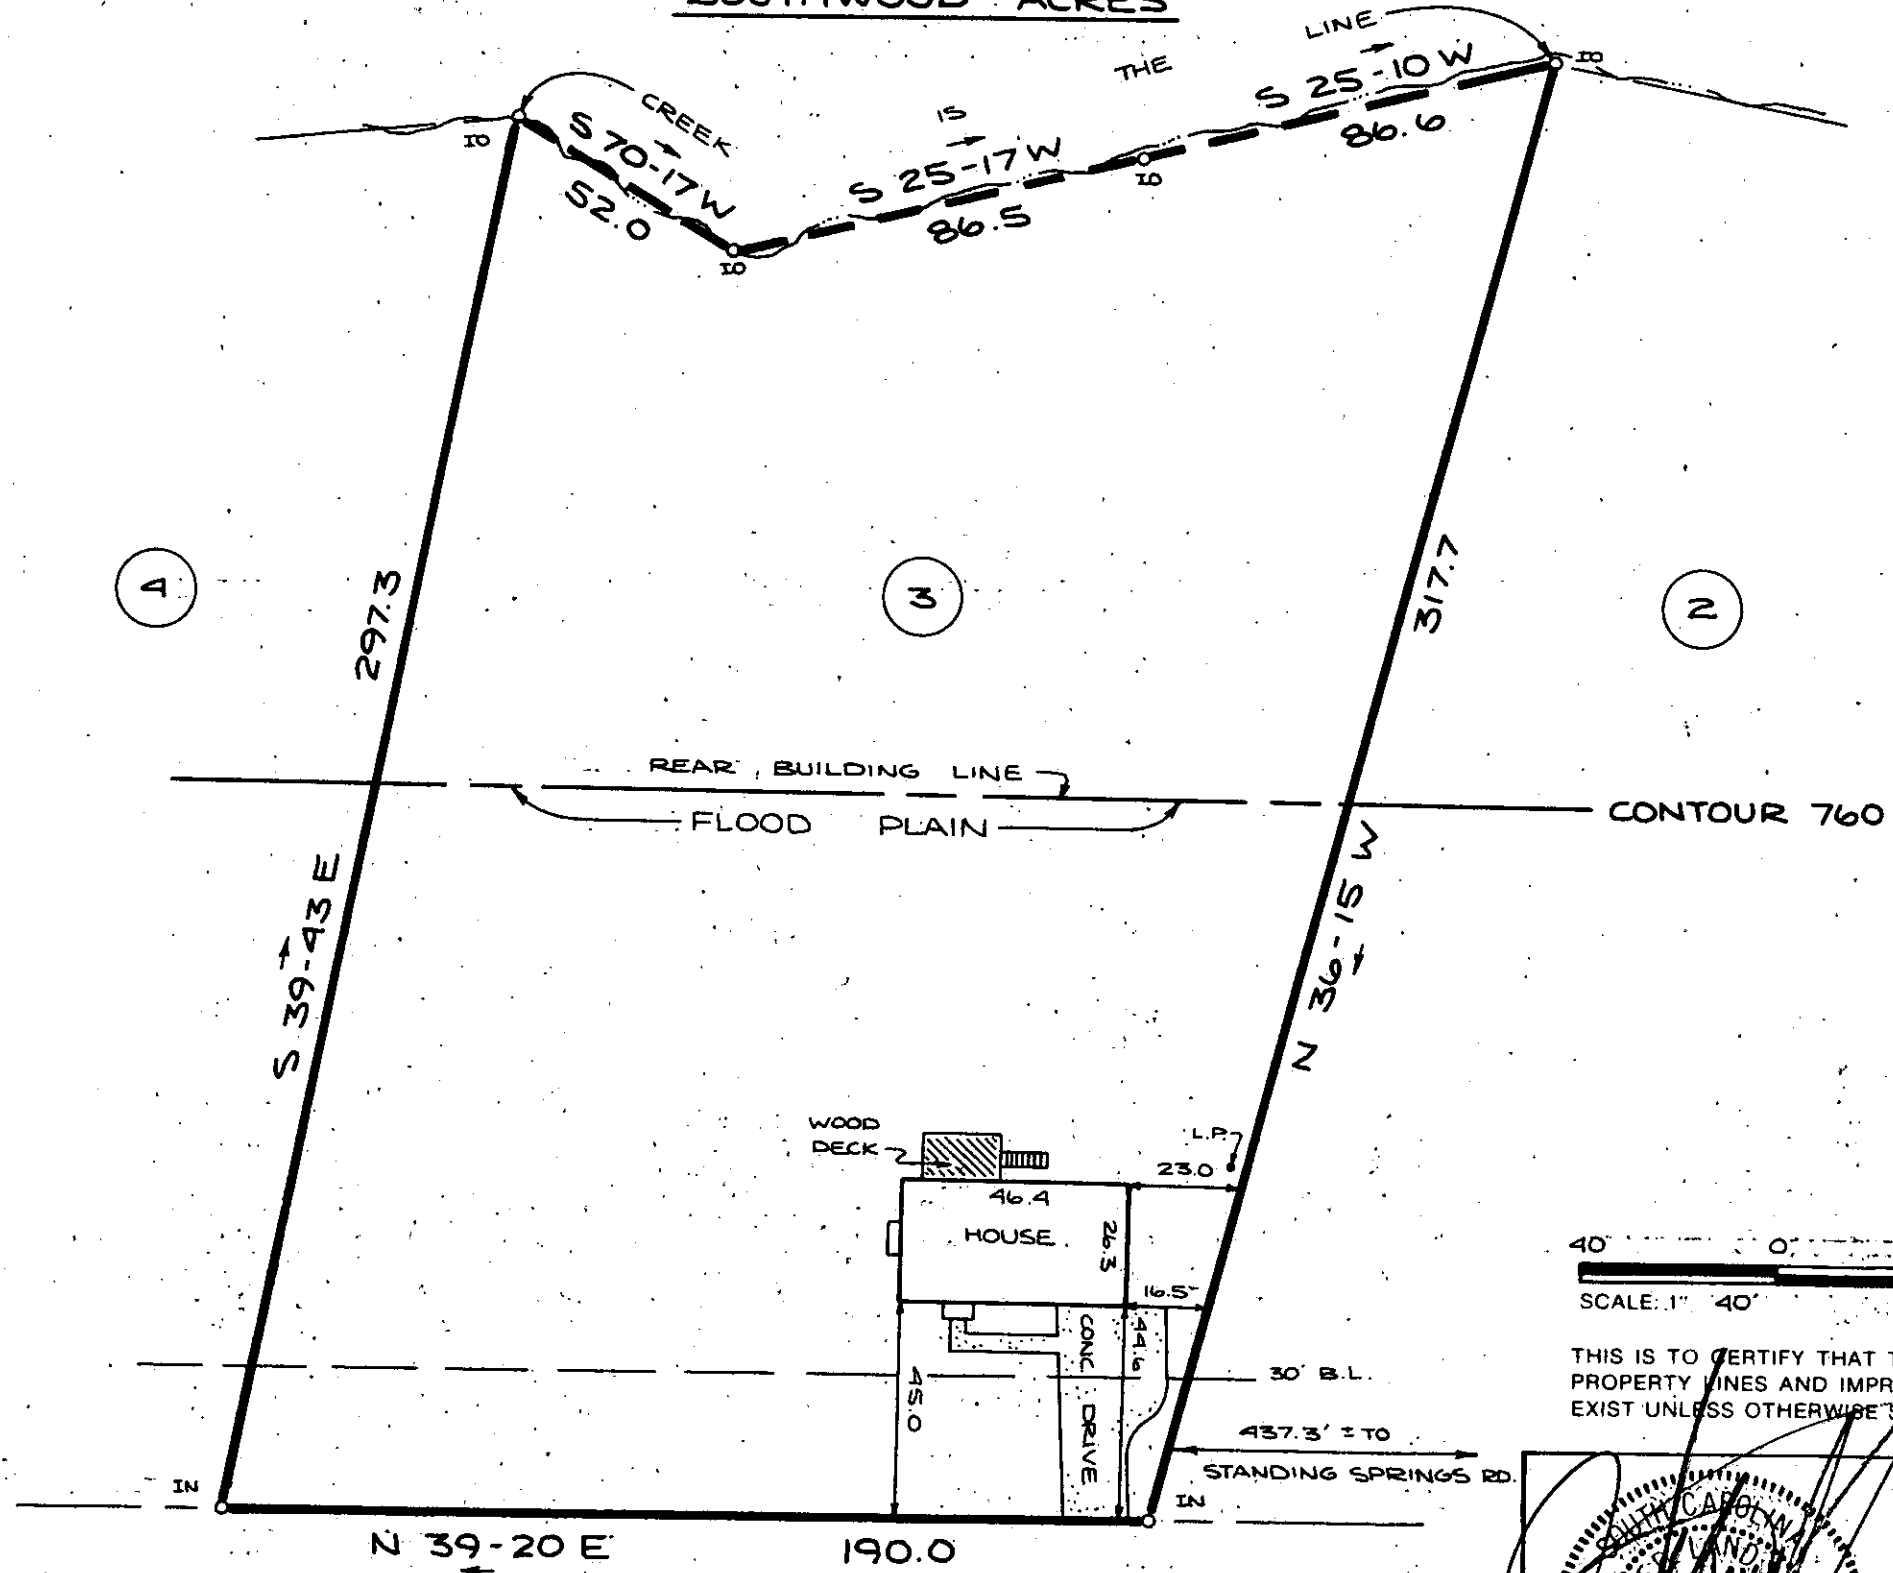 ACRES
CREEK IS THE LINE
IO
S 70-17 W
52.0
IO
S 25-17 W
86.5
IO
S 25-10 W
86.6
IO
4
3
2
297.3
317.7
REAR BUILDING LINE
FLOOD PLAIN
CONTOUR 760
S 39-43 E
N 36-15 W
WOOD
DECK
L.P.
23.0
46.4
HOUSE
26.3
16.5
CONC. DRIVE
44.6
45.0
30' B.L.
437.3' ± TO
STANDING SPRINGS RD.
IN
IN
N 39-20 E
190.0
40 0
SCALE: 1" 40'
THIS IS TO CERTIFY THAT
PROPERTY LINES AND IMPR
EXIST UNLESS OTHERWISE
SOUTH CAROLINA
LAND